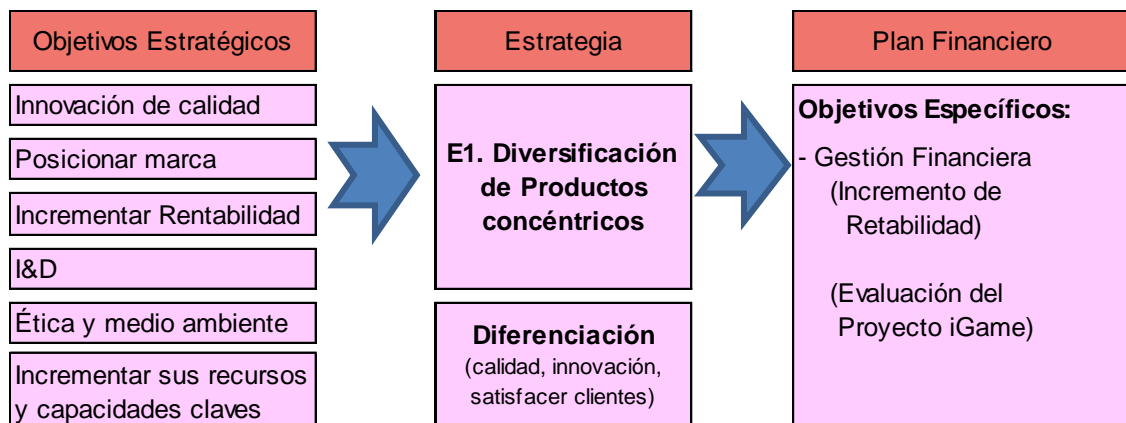 Objetivos Estratégicos
Innovación de calidad
Posicionar marca
Incrementar Rentabilidad
I&D
Ética y medio ambiente
Incrementar sus recursos
y capacidades claves
Estrategia
E1. Diversificación
de Productos
concéntricos
Diferenciación
(calidad, innovación,
satisfacer clientes)
Plan Financiero
Objetivos Específicos:
- Gestión Financiera
(Incremento de
Retabilidad)
(Evaluación del
Proyecto iGame)